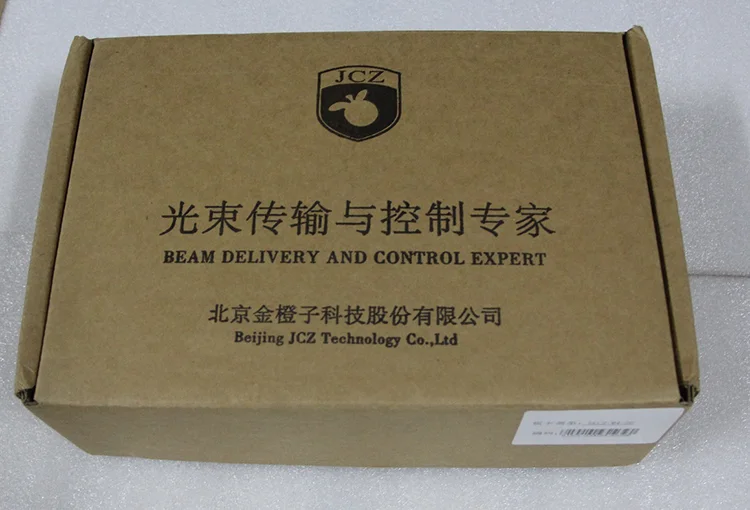 JCZ
光束传输与控制专家
BEAM DELIVERY AND CONTROL EXPERT
北京金橙子科技股份有限公司
Beijing JCZ Technology Co.,Ltd